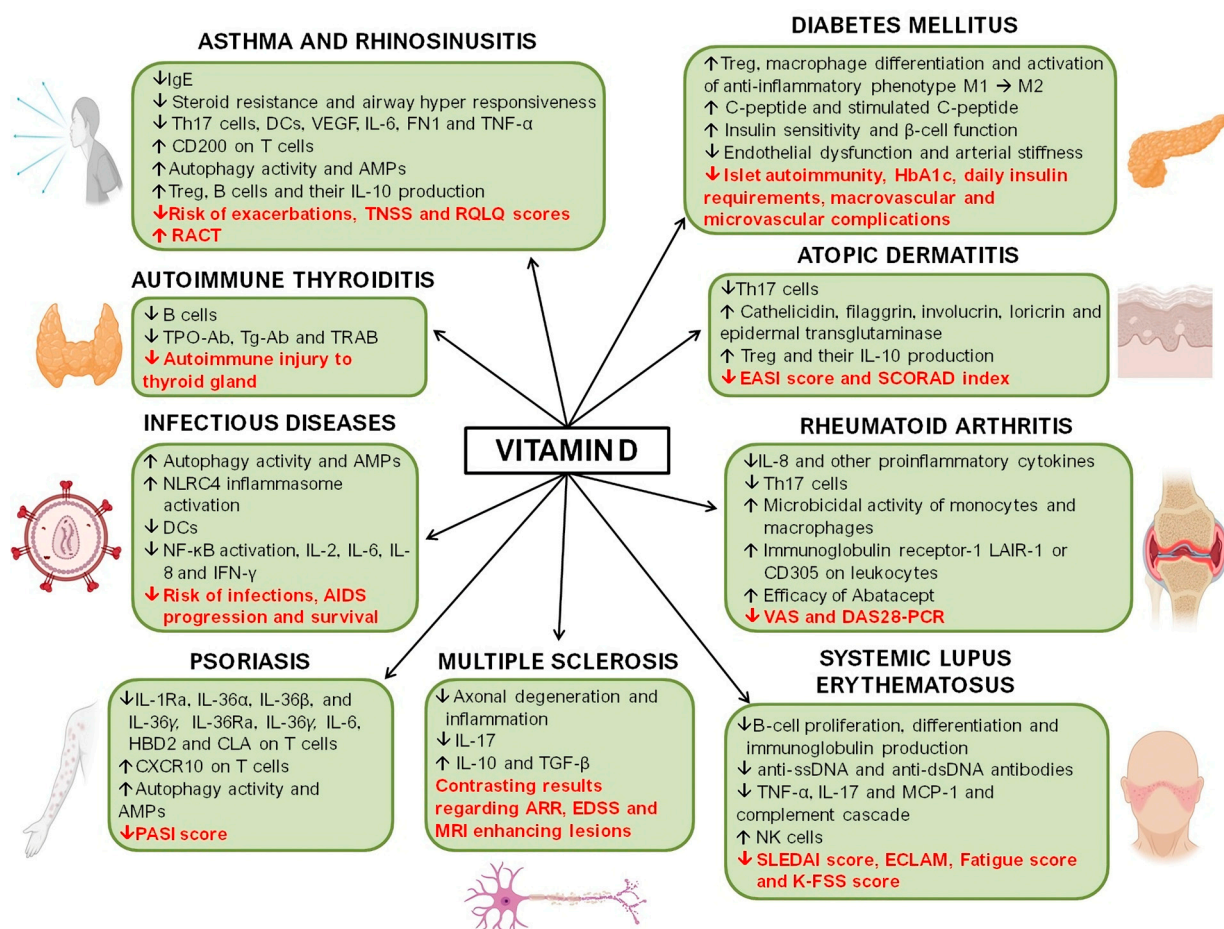 ASTHMA AND RHINOSINUSITIS
↓IgE
↓ Steroid resistance and airway hyper responsiveness
↓ Th17 cells, DCs, VEGF, IL-6, FN1 and TNF-α
↑ CD200 on T cells
↑Autophagy activity and AMPs
↑Treg, B cells and their IL-10 production
↓Risk of exacerbations, TNSS and RQLQ scores
↑ RACT
DIABETES MELLITUS
↑Treg, macrophage differentiation and activation
of anti-inflammatory phenotype M1 → M2
↑ C-peptide and stimulated C-peptide
↑ Insulin sensitivity and β-cell function
↓ Endothelial dysfunction and arterial stiffness
↓ Islet autoimmunity, HbA1c, daily insulin
requirements, macrovascular and
microvascular complications
AUTOIMMUNE THYROIDITIS
↓ B cells
↓ TPO-Ab, Tg-Ab and TRAB
↓ Autoimmune injury to
thyroid gland
ATOPIC DERMATITIS
↓Th17 cells
↑ Cathelicidin, filaggrin, involucrin, loricrin and
epidermal transglutaminase
↑ Treg and their IL-10 production
↓ EASI score and SCORAD index
VITAMIN D
INFECTIOUS DISEASES
↑ Autophagy activity and AMPs
↑ NLRC4 inflammasome
activation
↓ DCs
↓ NF-κB activation, IL-2, IL-6, IL-
8 and IFN-γ
↓ Risk of infections, AIDS
progression and survival
RHEUMATOID ARTHRITIS
↓IL-8 and other proinflammatory cytokines
↓ Th17 cells
↑ Microbicidal activity of monocytes and
macrophages
↑ Immunoglobulin receptor-1 LAIR-1 or
CD305 on leukocytes
↑ Efficacy of Abatacept
↓ VAS and DAS28-PCR
PSORIASIS
↓IL-1Ra, IL-36α, IL-36β, and
IL-36γ, IL-36Ra, IL-36γ, IL-6,
HBD2 and CLA on T cells
↑CXCR10 on T cells
↑Autophagy activity and
AMPs
↓PASI score
MULTIPLE SCLEROSIS
↓ Axonal degeneration and
inflammation
↓ IL-17
↑ IL-10 and TGF-β
Contrasting results
regarding ARR, EDSS and
MRI enhancing lesions
SYSTEMIC LUPUS
ERYTHEMATOSUS
↓B-cell proliferation, differentiation and
immunoglobulin production
↓ anti-ssDNA and anti-dsDNA antibodies
↓ TNF-α, IL-17 and MCP-1 and
complement cascade
↑ NK cells
↓ SLEDAI score, ECLAM, Fatigue score
and K-FSS score